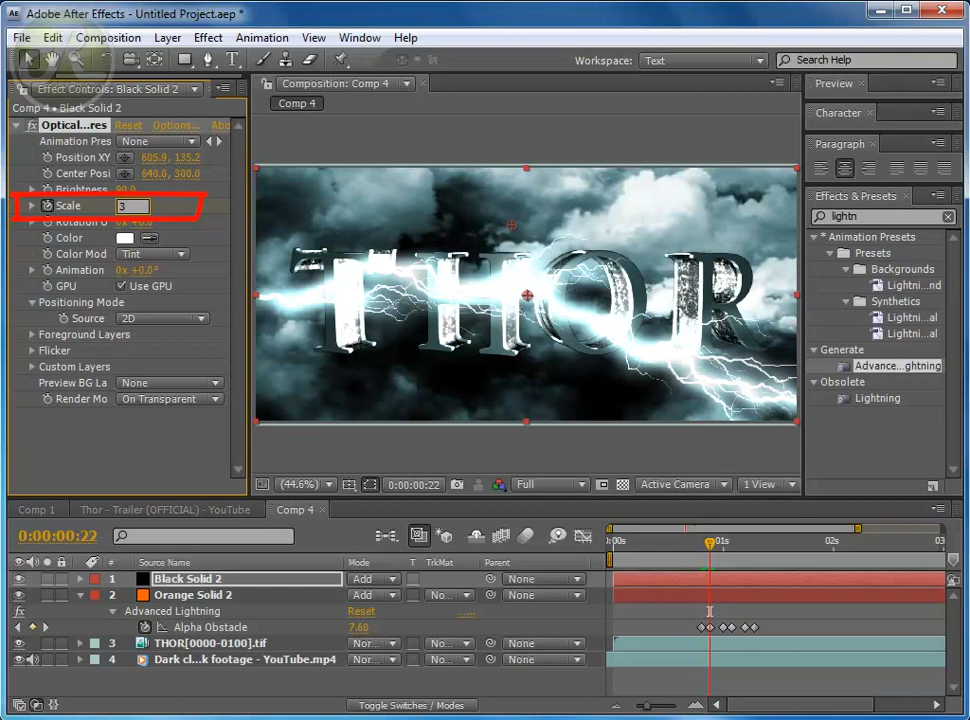 AE Adobe After Effects - Untitled Project.aep *
File Edit Composition Layer Effect Animation View Window Help
T Workspace: Text Search Help
Effect Controls: Black Solid 2
Comp 4 • Black Solid 2
fx Optical...res Reset Options... Abo
Animation Pres None
Position XY 605.9, 135.2
Center Posi 640.0, 300.0
Brightness 90.0
Scale 3
Rotation O 0x +0.0°
Color
Color Mod Tint
Animation 0x +0.0°
GPU Use GPU
Positioning Mode
Source 2D
Foreground Layers
Flicker
Custom Layers
Preview BG La None
Render Mo On Transparent
Composition: Comp 4
Comp 4
THOR
(44.6%) 0:00:00:22 Full Active Camera 1 View
Preview
Character
Paragraph
Effects & Presets
lightn
* Animation Presets
Presets
Backgrounds
Lightni...nd
Synthetics
Lightni...al
Lightni...al
Generate
Advance...ghtning
Obsolete
Lightning
Comp 1 Thor - Trailer (OFFICIAL) - YouTube Comp 4
0:00:00:22 :00s 01s 02s 03
# Source Name Mode T TrkMat Parent
1 Black Solid 2 Add None
2 Orange Solid 2 Add No... None
fx Advanced Lightning Reset ......
Alpha Obstacle 7.60
3 THOR[0000-0100].tif Nor... No... None
4 Dark cl...k footage - YouTube.mp4 Nor... No... None
Toggle Switches / Modes